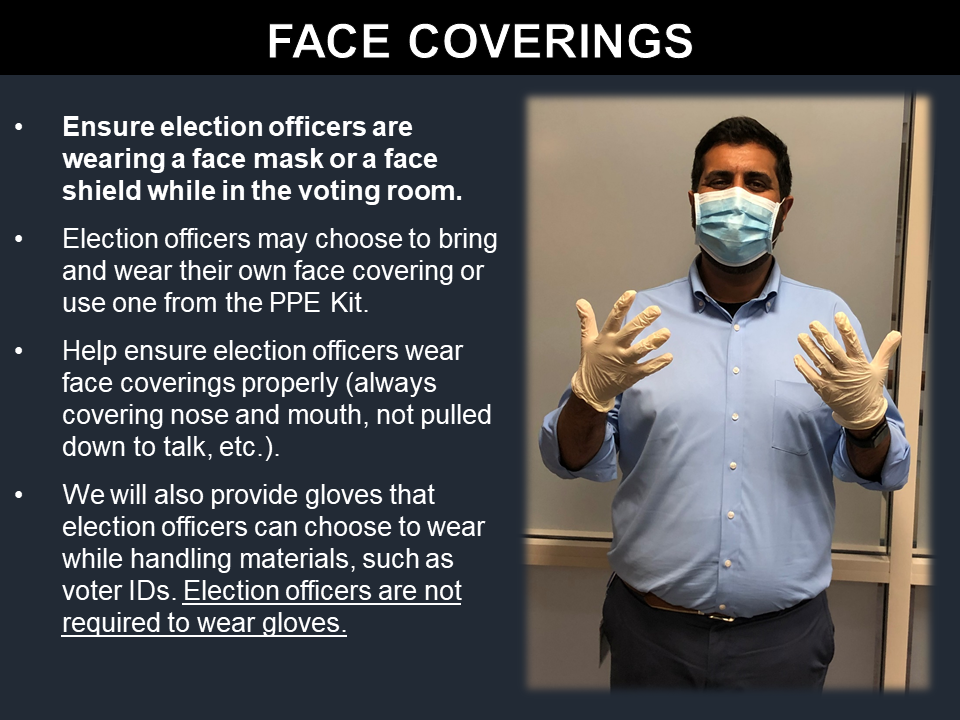 FACE COVERINGS
• Ensure election officers are
wearing a face mask or a face
shield while in the voting room.
• Election officers may choose to bring
and wear their own face covering or
use one from the PPE Kit.
• Help ensure election officers wear
face coverings properly (always
covering nose and mouth, not pulled
down to talk, etc.).
• We will also provide gloves that
election officers can choose to wear
while handling materials, such as
voter IDs. Election officers are not
required to wear gloves.